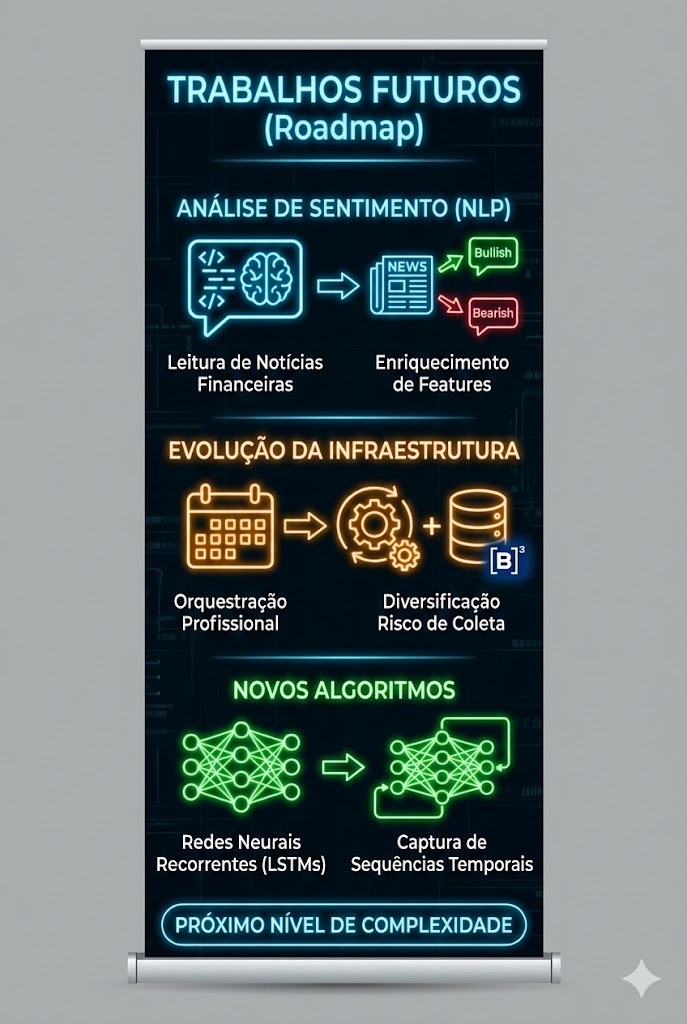 TRABALHOS FUTUROS
(Roadmap)
ANÁLISE DE SENTIMENTO (NLP)
</>
</>
NEWS
Bullish
Bearish
Leitura de Notícias
Financeiras
Enriquecimento
de Features
EVOLUÇÃO DA INFRAESTRUTURA
[B]³
Orquestração
Profissional
Diversificação
Risco de Coleta
NOVOS ALGORITMOS
Redes Neurais
Recorrentes (LSTMs)
Captura de
Sequências Temporais
PRÓXIMO NÍVEL DE COMPLEXIDADE